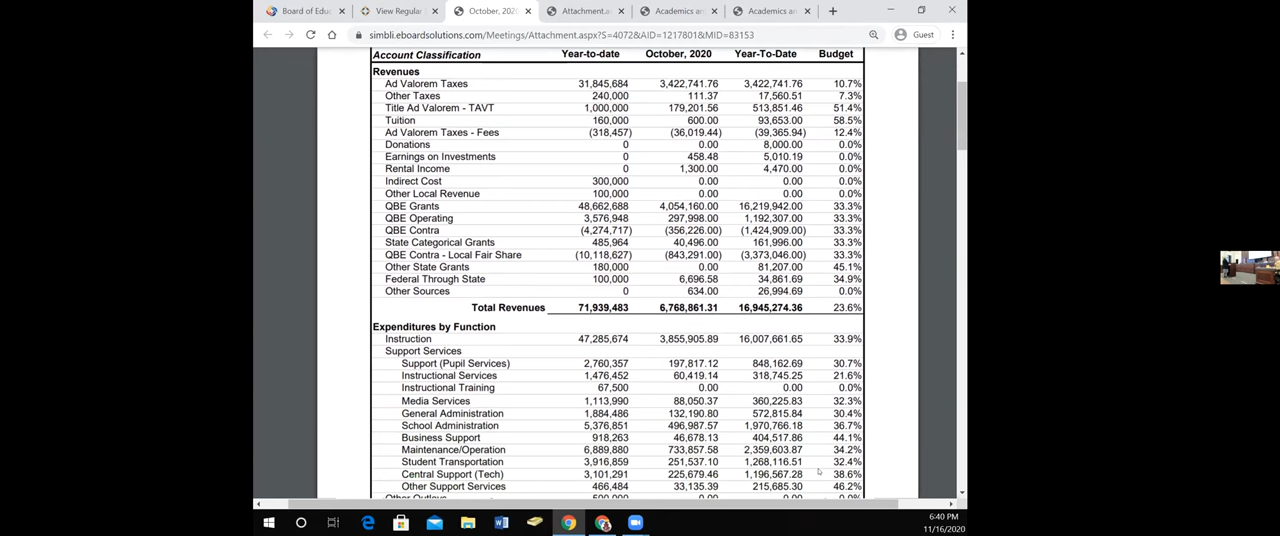 Board of Educ
View Regular
October, 202
Attachment.as
Academics an
Academics an
simbli.eboardsolutions.com/Meetings/Attachment.aspx?S=4072&AID=1217801&MID=83153
Guest
Account Classification Year-to-date October, 2020 Year-To-Date Budget
Revenues
Ad Valorem Taxes 31,845,684 3,422,741.76 3,422,741.76 10.7%
Other Taxes 240,000 111.37 17,560.51 7.3%
Title Ad Valorem - TAVT 1,000,000 179,201.56 513,851.46 51.4%
Tuition 160,000 600.00 93,653.00 58.5%
Ad Valorem Taxes - Fees (318,457) (36,019.44) (39,365.94) 12.4%
Donations 0 8,000.00 0.0%
Earnings on Investments 0 458.48 5,010.19 0.0%
Rental Income 0 1,300.00 4,470.00 0.0%
Indirect Cost 300,000 0.00 0.00 0.0%
Other Local Revenue 100,000 0.00 0.00 0.0%
QBE Grants 48,662,688 4,054,160.00 16,219,942.00 33.3%
QBE Operating 3,576,948 297,998.00 1,192,307.00 33.3%
QBE Contra (4,274,717) (356,226.00) (1,424,909.00) 33.3%
State Categorical Grants 485,964 40,496.00 161,996.00 33.3%
QBE Contra - Local Fair Share (10,118,627) (843,291.00) (3,373,046.00) 33.3%
Other State Grants 180,000 0.00 81,207.00 45.1%
Federal Through State 100,000 6,696.58 34,861.69 34.9%
Other Sources 0 634.00 26,994.69 0.0%
Total Revenues 71,939,483 6,768,861.31 16,945,274.36 23.6%
Expenditures by Function
Instruction 47,285,674 3,855,905.89 16,007,661.65 33.9%
Support Services
Support (Pupil Services) 2,760,357 197,817.12 848,162.69 30.7%
Instructional Services 1,476,452 60,419.14 318,745.25 21.6%
Instructional Training 67,500 0.00 0.00 0.0%
Media Services 1,113,990 88,050.37 360,225.83 32.3%
General Administration 1,884,486 132,190.80 572,815.84 30.4%
School Administration 5,376,851 496,987.57 1,970,766.18 36.7%
Business Support 918,263 46,678.13 404,517.86 44.1%
Maintenance/Operation 6,889,880 733,857.58 2,359,603.87 34.2%
Student Transportation 3,916,859 251,537.10 1,268,116.51 32.4%
Central Support (Tech) 3,101,291 225,679.46 1,196,567.28 38.6%
Other Support Services 466,484 33,135.39 215,685.30 46.2%
Other Outlays 500,000 0.00 0.00 0.0%
6:40 PM
11/16/2020